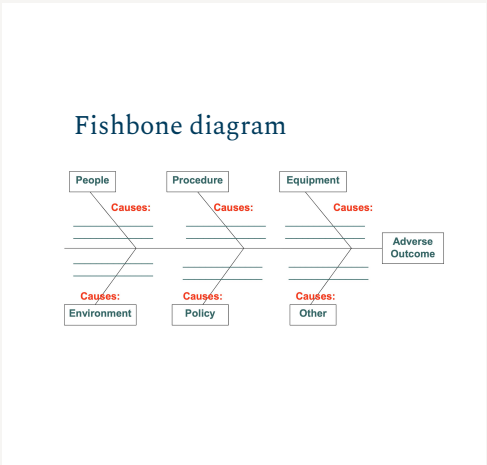 Fishbone diagram
People
Procedure
Equipment
Causes:
Causes:
Causes:
Adverse
Outcome
Causes:
Causes:
Causes:
Environment
Policy
Other